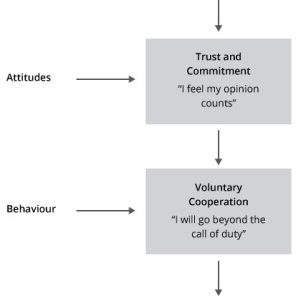 Trust and
Commitment
Attitudes
“I feel my opinion
counts”
Voluntary
Cooperation
Behaviour
“I will go beyond the
call of duty”